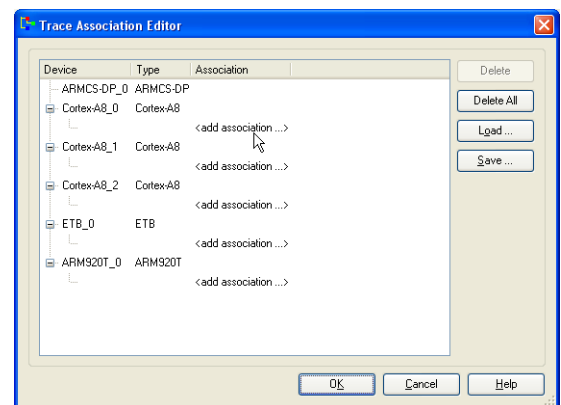 Trace Association Editor
Device Type Association
ARMCS-DP_0 ARMCS-DP
Cortex-A8_0 Cortex-A8
<add association ...>
Cortex-A8_1 Cortex-A8
<add association ...>
Cortex-A8_2 Cortex-A8
<add association ...>
ETB_0 ETB
<add association ...>
ARM920T_0 ARM920T
<add association ...>
Delete
Delete All
Load ...
Save ...
OK Cancel Help